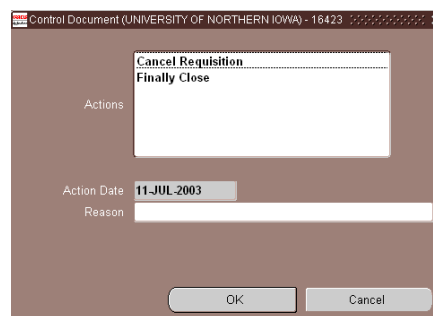 Control Document (UNIVERSITY OF NORTHERN IOWA) - 16423
Cancel Requisition
Finally Close
Actions
Action Date 11-JUL-2003
Reason
OK Cancel